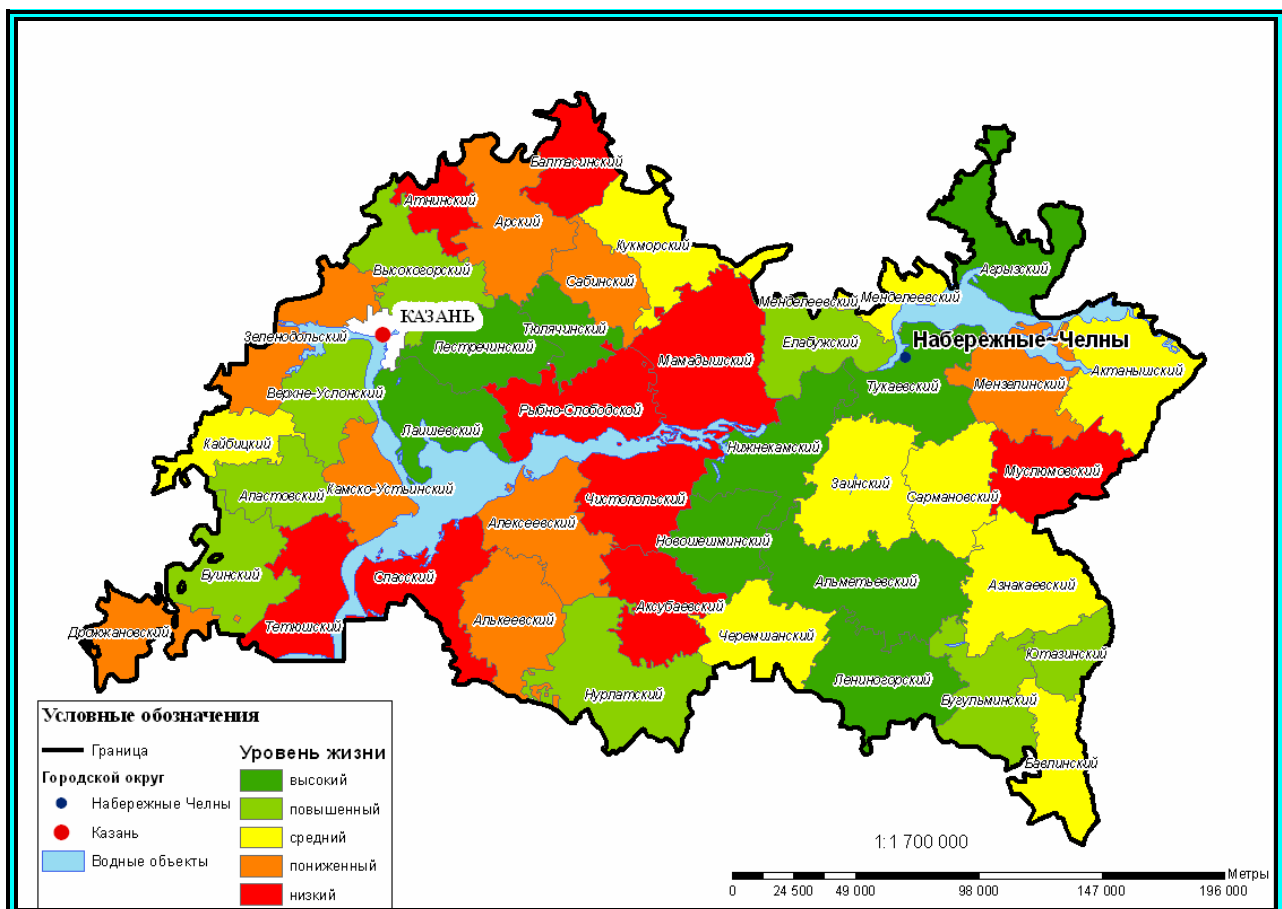 Балтасинский
Атнинский
Арский
Кукморский
Высокогорский
Сабинский
Агрызский
Менделеевский
Менделеевский
КАЗАНЬ
Тюлячинский
Зеленодольский
Пестречинский
Елабужский
Набережные Челны
Мамадышский
Актанышский
Тукаевский
Мензелинский
Верхне-Услонский
Рыбно-Слободской
Лаишевский
Кайбицкий
Нижнекамский
Муслюмовский
Заинский
Сармановский
Апастовский
Камско-Устьинский
Чистопольский
Алексеевский
Новошешминский
Буинский
Спасский
Альметьевский
Азнакаевский
Аксубаевский
Дрожжановский
Тетюшский
Алькеевский
Черемшанский
Ютазинский
Лениногорский
Нурлатский
Бугульминский
Бавлинский
Условные обозначения
Граница
Городской округ
Набережные Челны
Казань
Водные объекты
Уровень жизни
высокий
повышенный
средний
пониженный
низкий
1:1 700 000
Метры
0 24 500 49 000 98 000 147 000 196 000